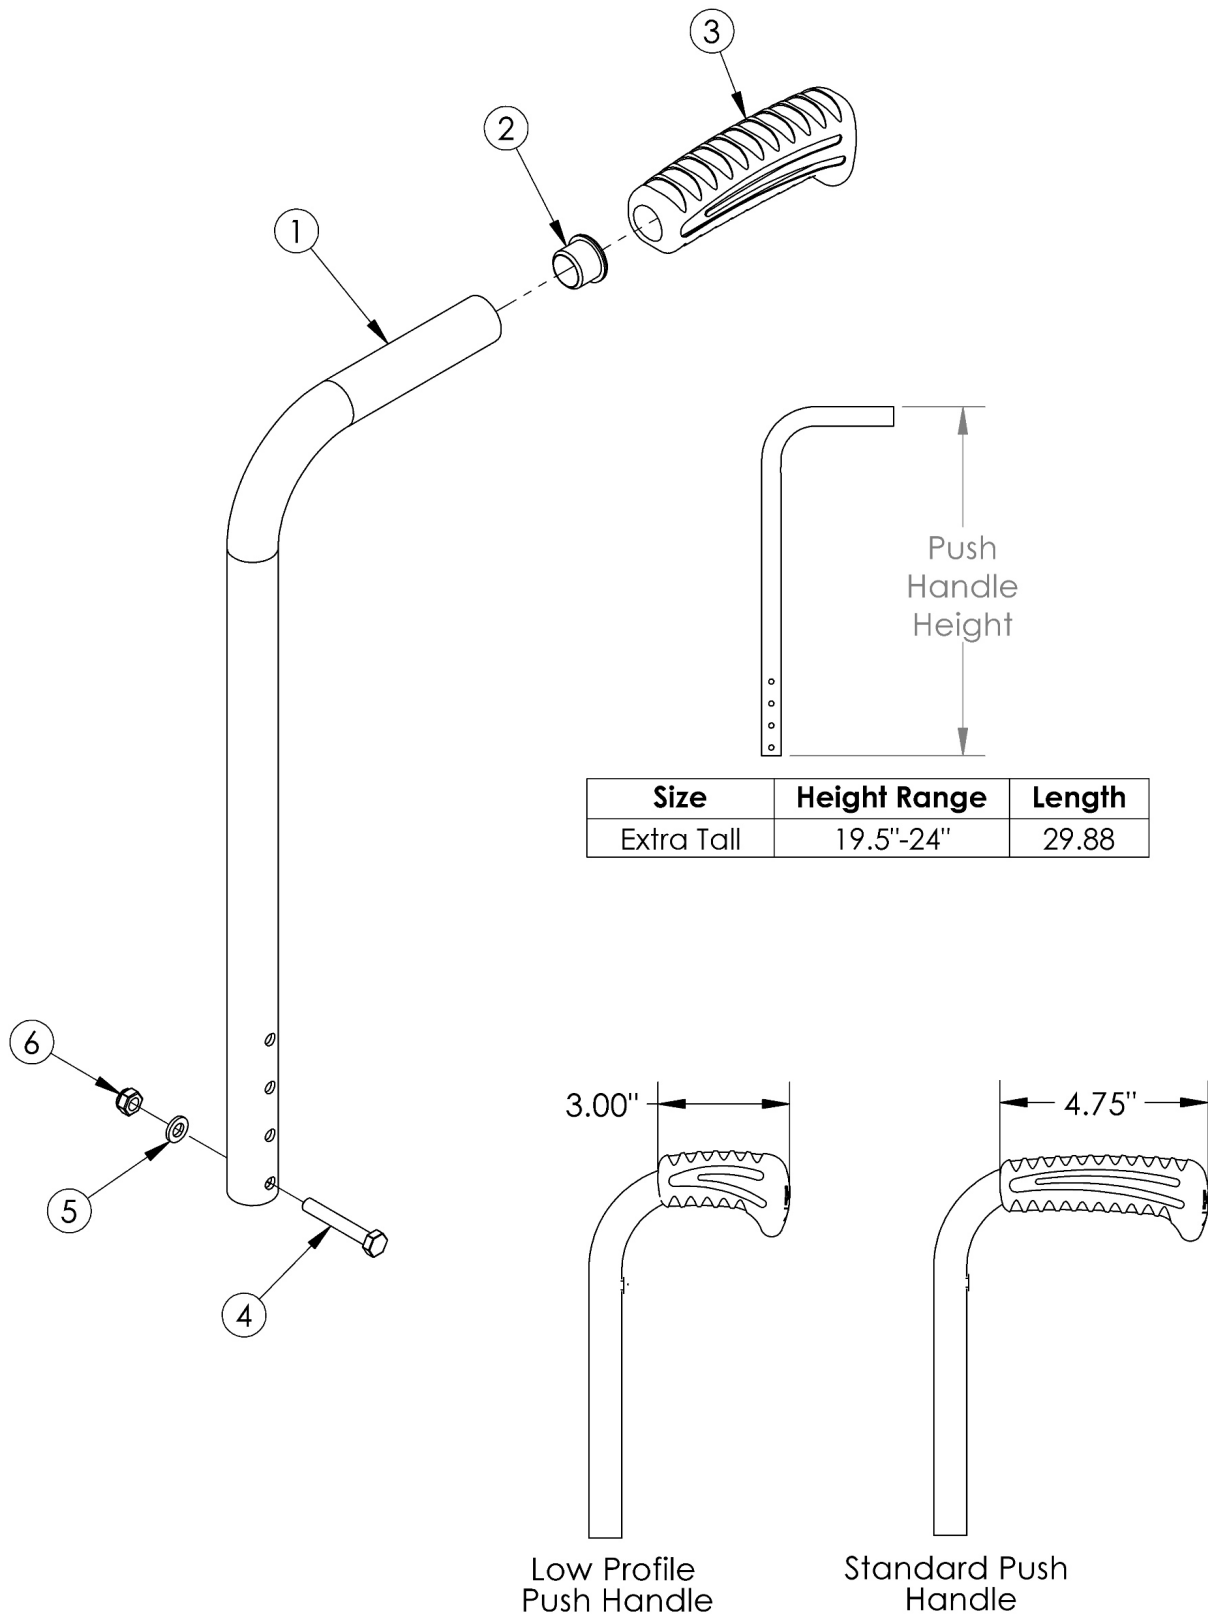 3
2
1
Push
Handle
Height
Size Height Range Length
Extra Tall 19.5"-24" 29.88
6
5
4
3.00"
4.75"
Low Profile
Push Handle
Standard Push
Handle